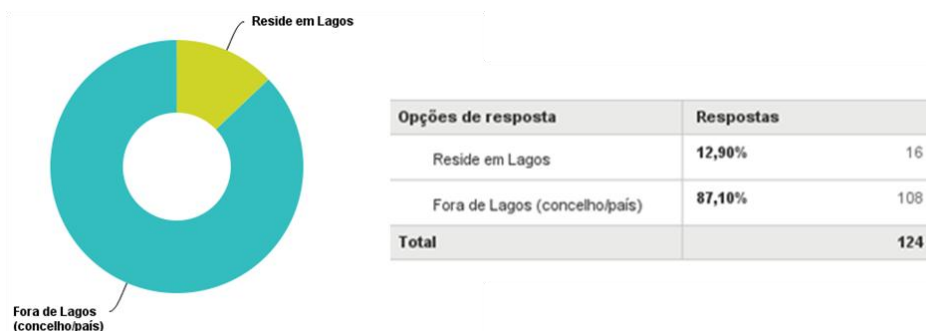 Reside em Lagos
Fora de Lagos
(concelho/país)
Opções de resposta Respostas
Reside em Lagos 12,90% 16
Fora de Lagos (concelho/país) 87,10% 108
Total 124